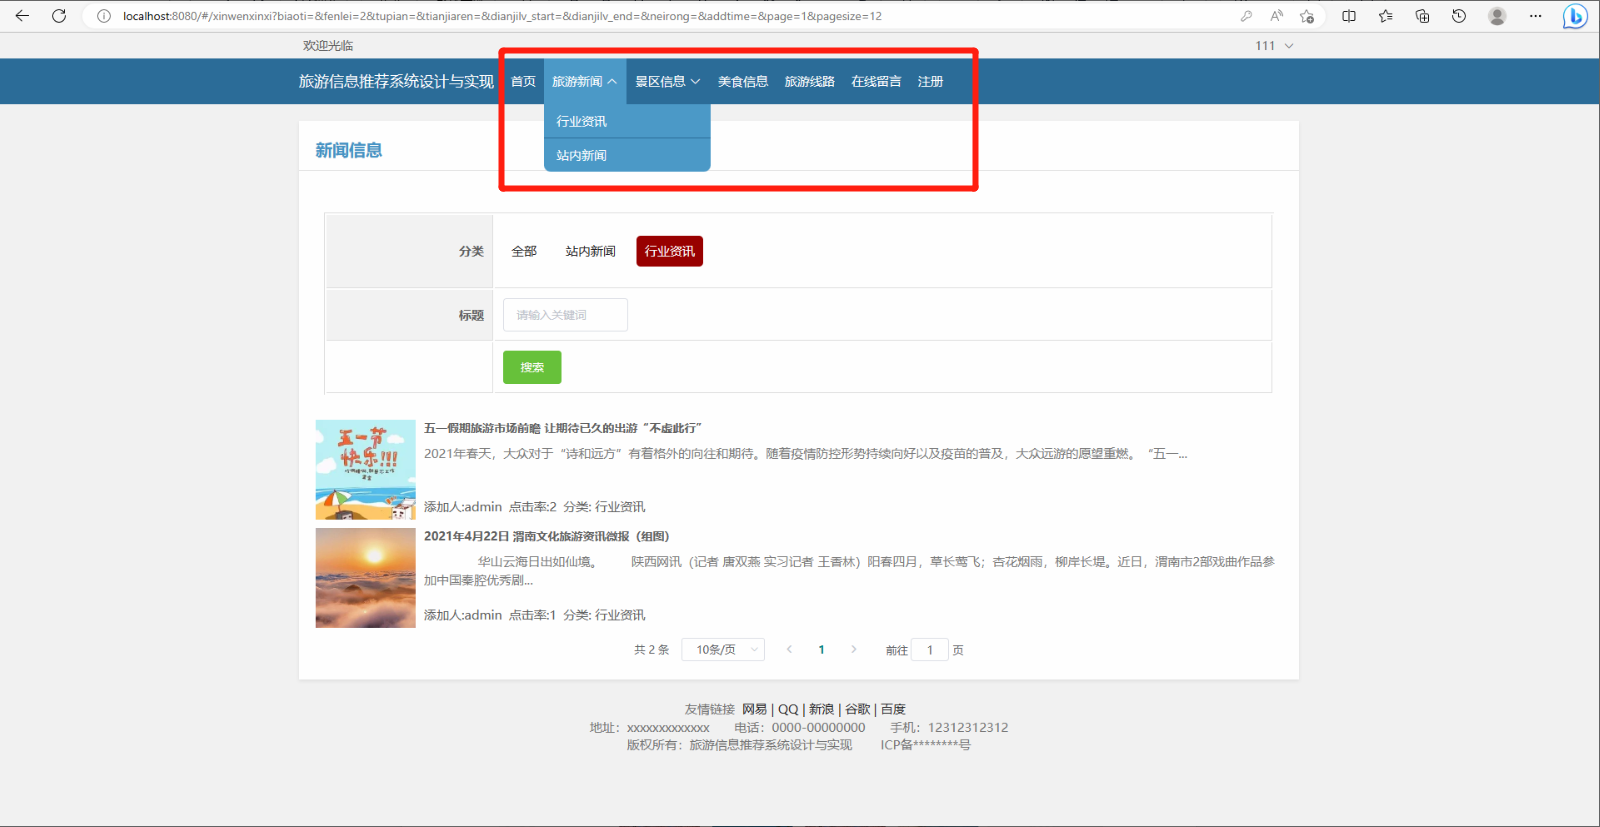 localhost:8080/#/xinwenxinxi?biaoti=&fenlei=2&tupian=&tianjiaren=&dianjilv_start=&dianjilv_end=&neirong=&addtime=&page=1&pagesize=12
欢迎光临
111
旅游信息推荐系统设计与实现 首页 旅游新闻 景区信息 美食信息 旅游线路 在线留言 注册
行业资讯
站内新闻
新闻信息
分类 全部 站内新闻 行业资讯
标题 请输入关键词
搜索
五一节
快乐!!!
五一假期旅游市场前瞻 让期待已久的出游“不虚此行”
2021年春天，大众对于“诗和远方”有着格外的向往和期待。随着疫情防控形势持续向好以及疫苗的普及，大众远游的愿望重燃。 “五一...
添加人:admin 点击率:2 分类: 行业资讯
2021年4月22日 渭南文化旅游资讯微报（组图）
华山云海日出如仙境。 陕西网讯（记者 唐双燕 实习记者 王香林）阳春四月，草长莺飞；杏花烟雨，柳岸长堤。近日，渭南市2部戏曲作品参
加中国秦腔优秀剧...
添加人:admin 点击率:1 分类: 行业资讯
共 2 条 10条/页 1 前往 1 页
友情链接 网易 | QQ | 新浪 | 谷歌 | 百度
地址：xxxxxxxxxxxxx 电话：0000-00000000 手机：12312312312
版权所有：旅游信息推荐系统设计与实现 ICP备********号